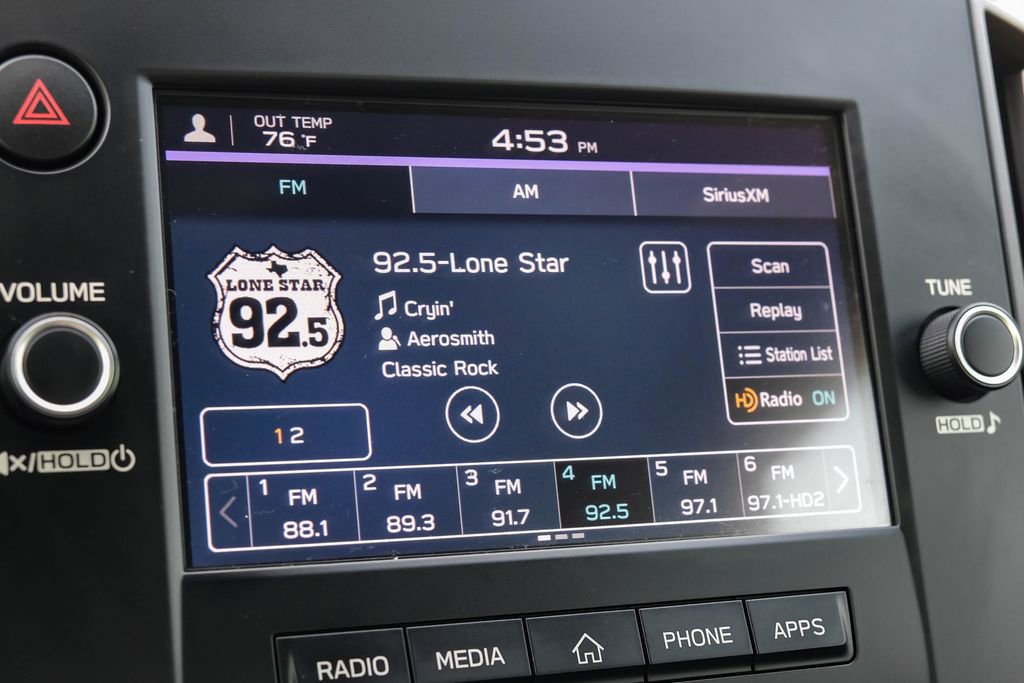 OUT TEMP
76 °F
4:53 PM
FM
AM
SiriusXM
LONE STAR
92.5
92.5-Lone Star
Cryin'
Aerosmith
Classic Rock
Scan
Replay
Station List
HD Radio ON
1 2
1 FM 88.1
2 FM 89.3
3 FM 91.7
4 FM 92.5
5 FM 97.1
6 FM 97.1-HD2
VOLUME
/HOLD
TUNE
HOLD
RADIO
MEDIA
PHONE
APPS